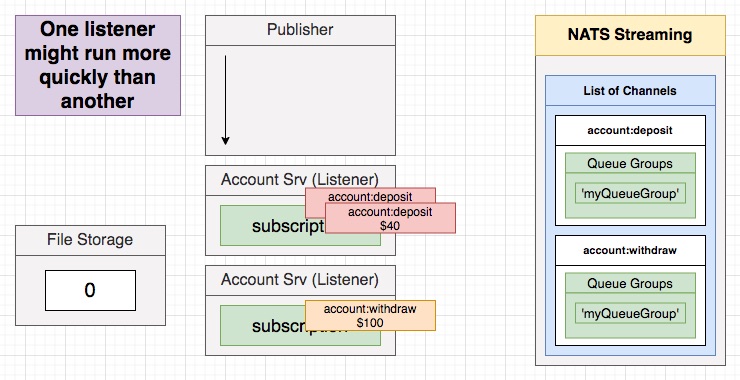 One listener
might run more
quickly than
another
Publisher
Account Srv (Listener)
account:deposit
account:deposit
$40
subscript
Account Srv (Listener)
account:withdraw
$100
subscription
File Storage
0
NATS Streaming
List of Channels
account:deposit
Queue Groups
'myQueueGroup'
account:withdraw
Queue Groups
'myQueueGroup'